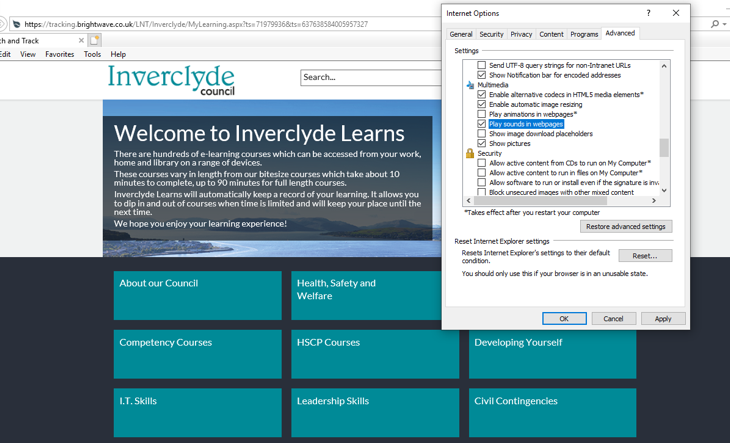 https://tracking.brightwave.co.uk/LNT/Inverclyde/MyLearning.aspx?ts=71979936&ts=637638584005957327
ch and Track
Edit View Favorites Tools Help
Inverclyde
council
Search...
Welcome to Inverclyde Learns
There are hundreds of e-learning courses which can be accessed from your work,
home and library on a range of devices.
These courses vary in length from our bitesize courses which take about 10
minutes to complete, up to 90 minutes for full length courses.
Inverclyde Learns will automatically keep a record of your learning. It allows you
to dip in and out of courses when time is limited and will keep your place until the
next time.
We hope you enjoy your learning experience!
About our Council
Health, Safety and
Welfare
Competency Courses
HSCP Courses
Developing Yourself
I.T. Skills
Leadership Skills
Civil Contingencies
Internet Options
General Security Privacy Content Programs Advanced
Settings
Send UTF-8 query strings for non-Intranet URLs
Show Notification bar for encoded addresses
Multimedia
Enable alternative codecs in HTML5 media elements*
Enable automatic image resizing
Play animations in webpages*
Play sounds in webpages
Show image download placeholders
Show pictures
Security
Allow active content from CDs to run on My Computer*
Allow active content to run in files on My Computer*
Allow software to run or install even if the signature is inv
Block unsecured images with other mixed content
*Takes effect after you restart your computer
Restore advanced settings
Reset Internet Explorer settings
Resets Internet Explorer's settings to their default
condition.
Reset...
You should only use this if your browser is in an unusable state.
OK Cancel Apply